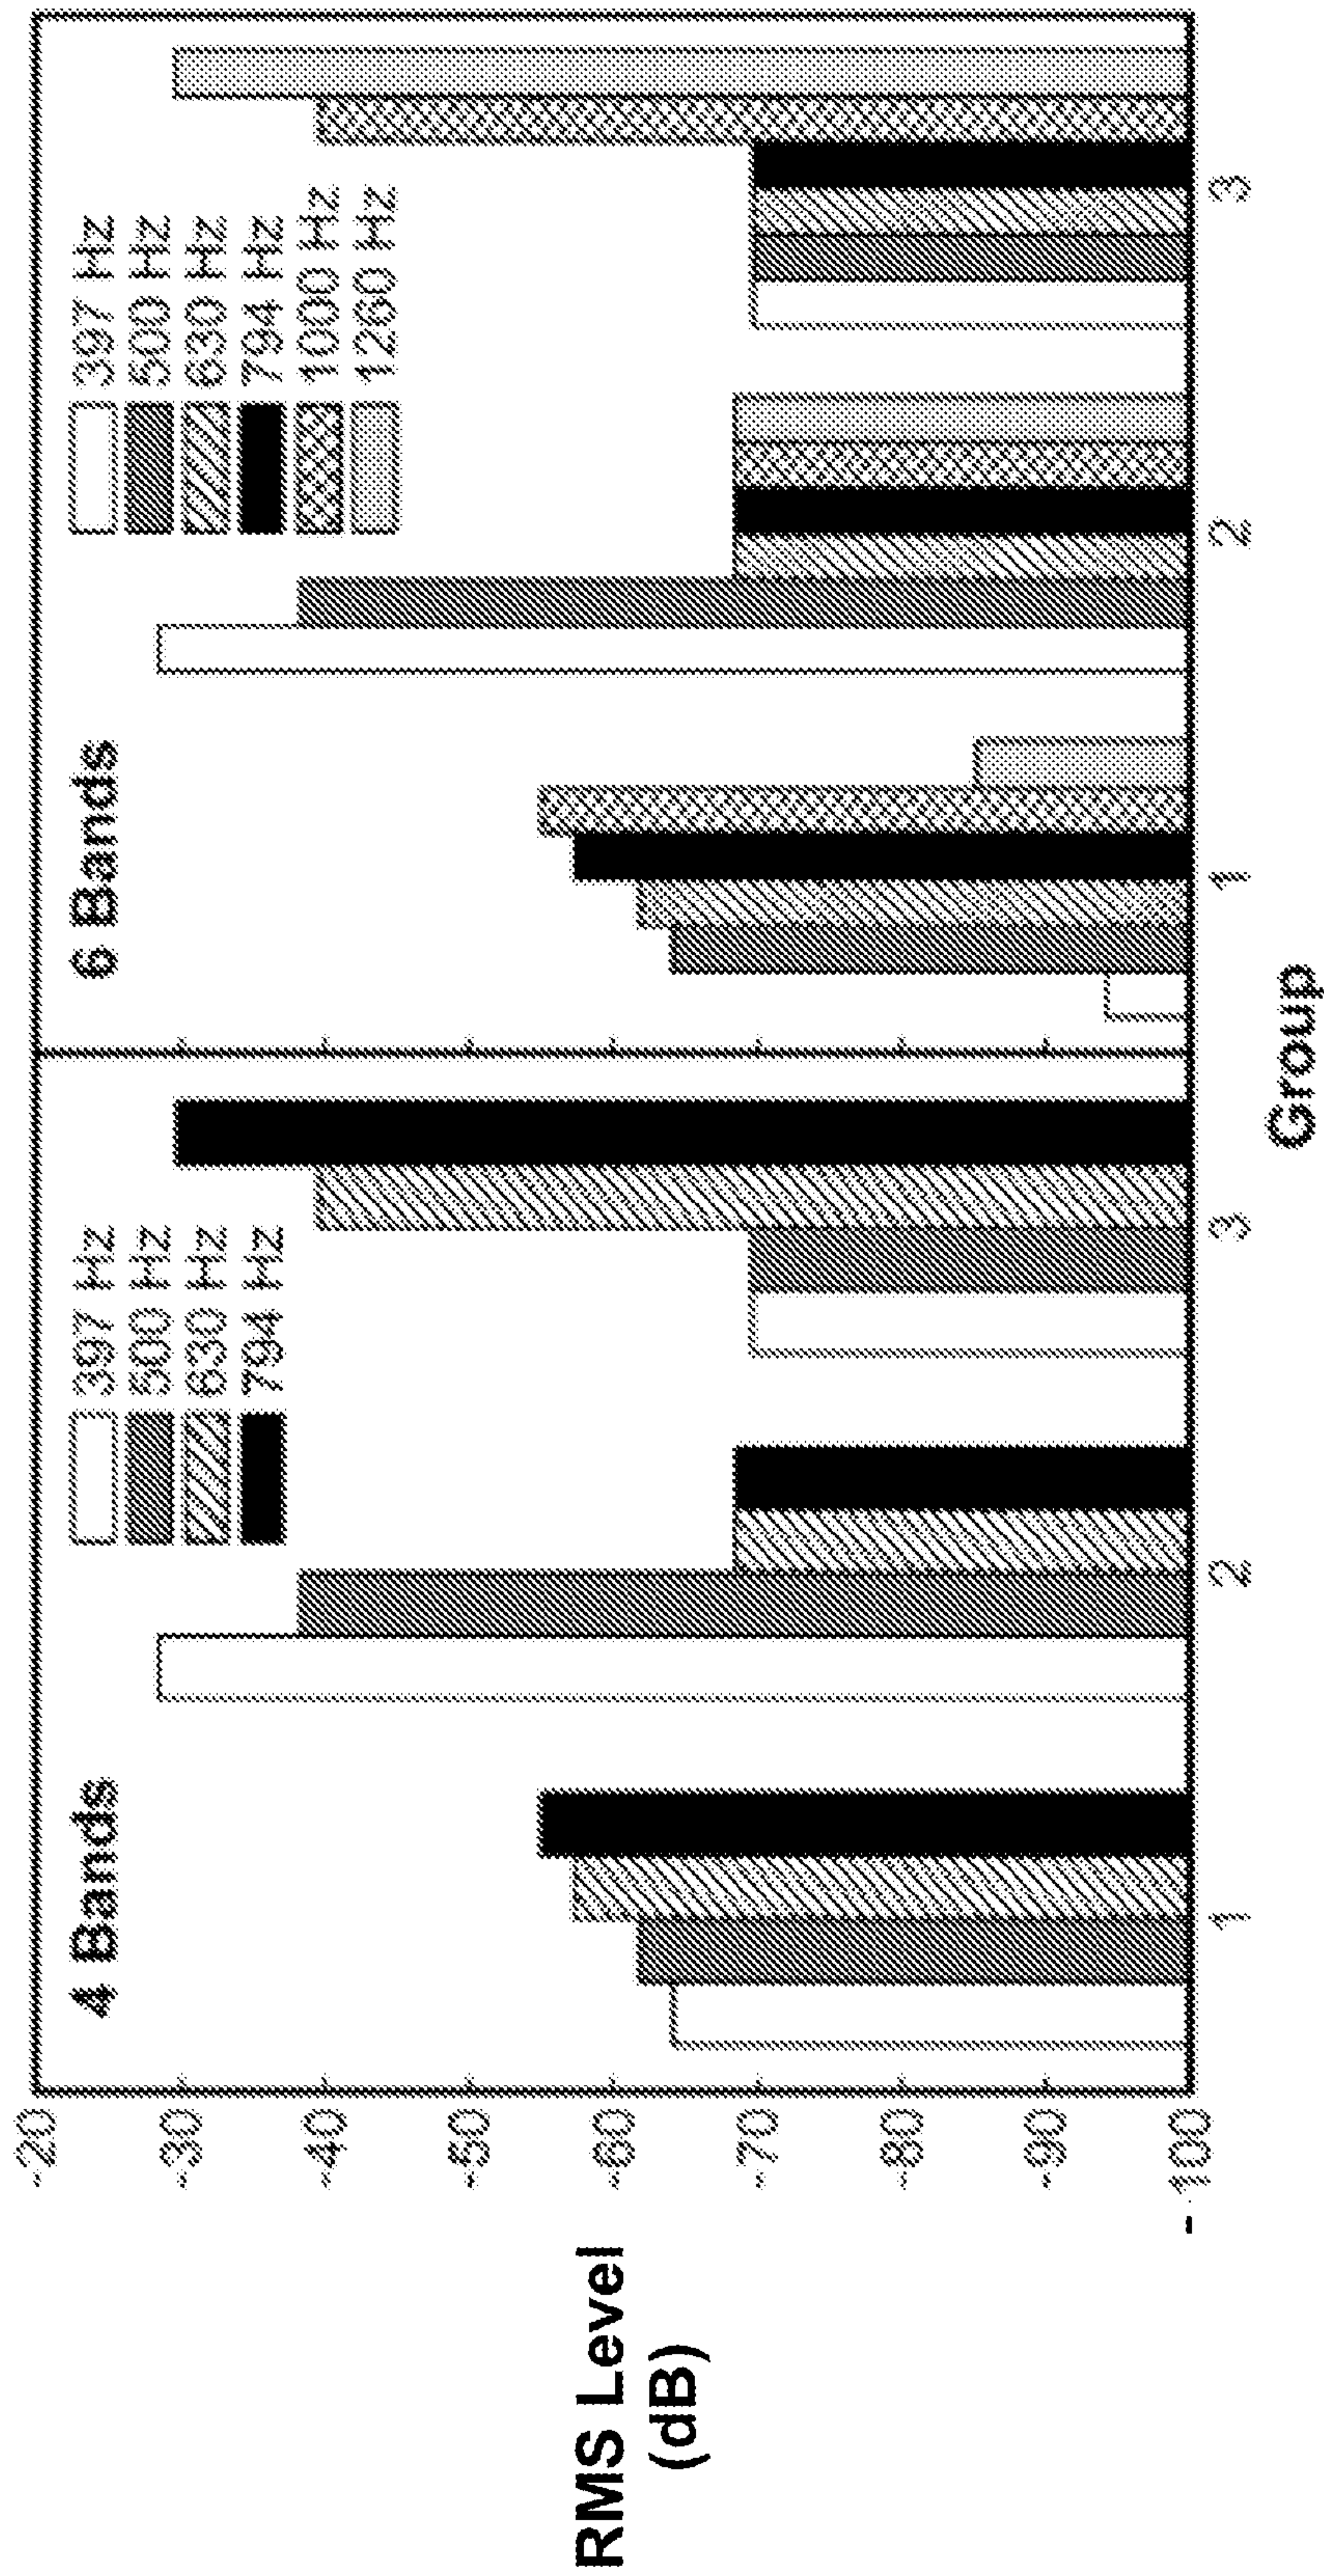 RMS Level
(dB)
-20
-30
-40
-50
-60
-70
-80
-90
- -100
4 Bands
397 Hz
500 Hz
630 Hz
794 Hz
1
2
3
6 Bands
397 Hz
500 Hz
630 Hz
794 Hz
1000 Hz
1260 Hz
1
2
3
Group